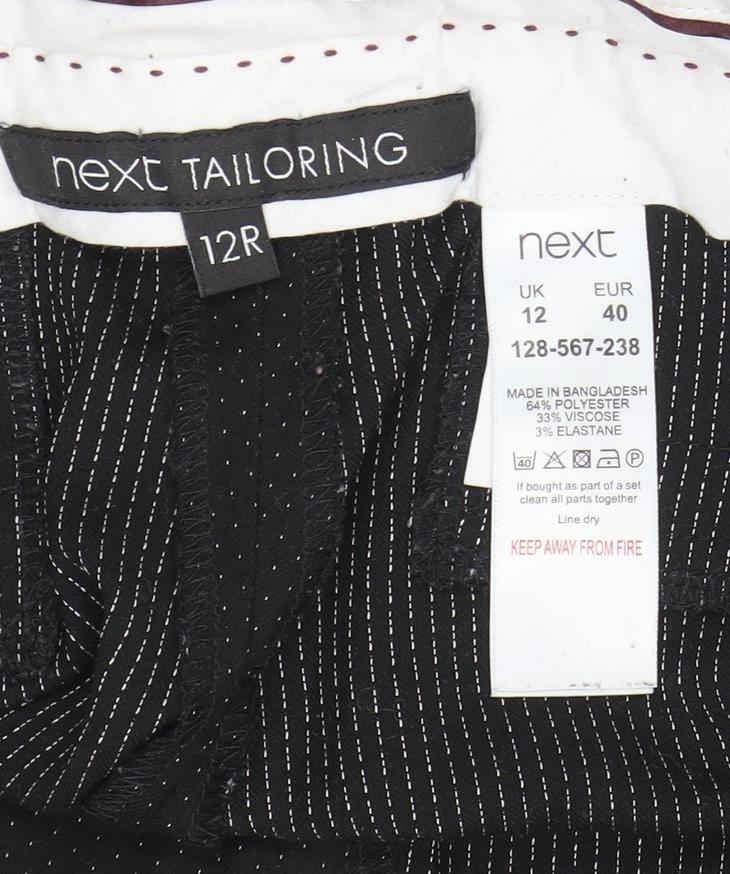 next TAILORING
12R
next
UK EUR
12 40
128-567-238
MADE IN BANGLADESH
64% POLYESTER
33% VISCOSE
3% ELASTANE
40 P
If bought as part of a set
clean all parts together
Line dry
KEEP AWAY FROM FIRE